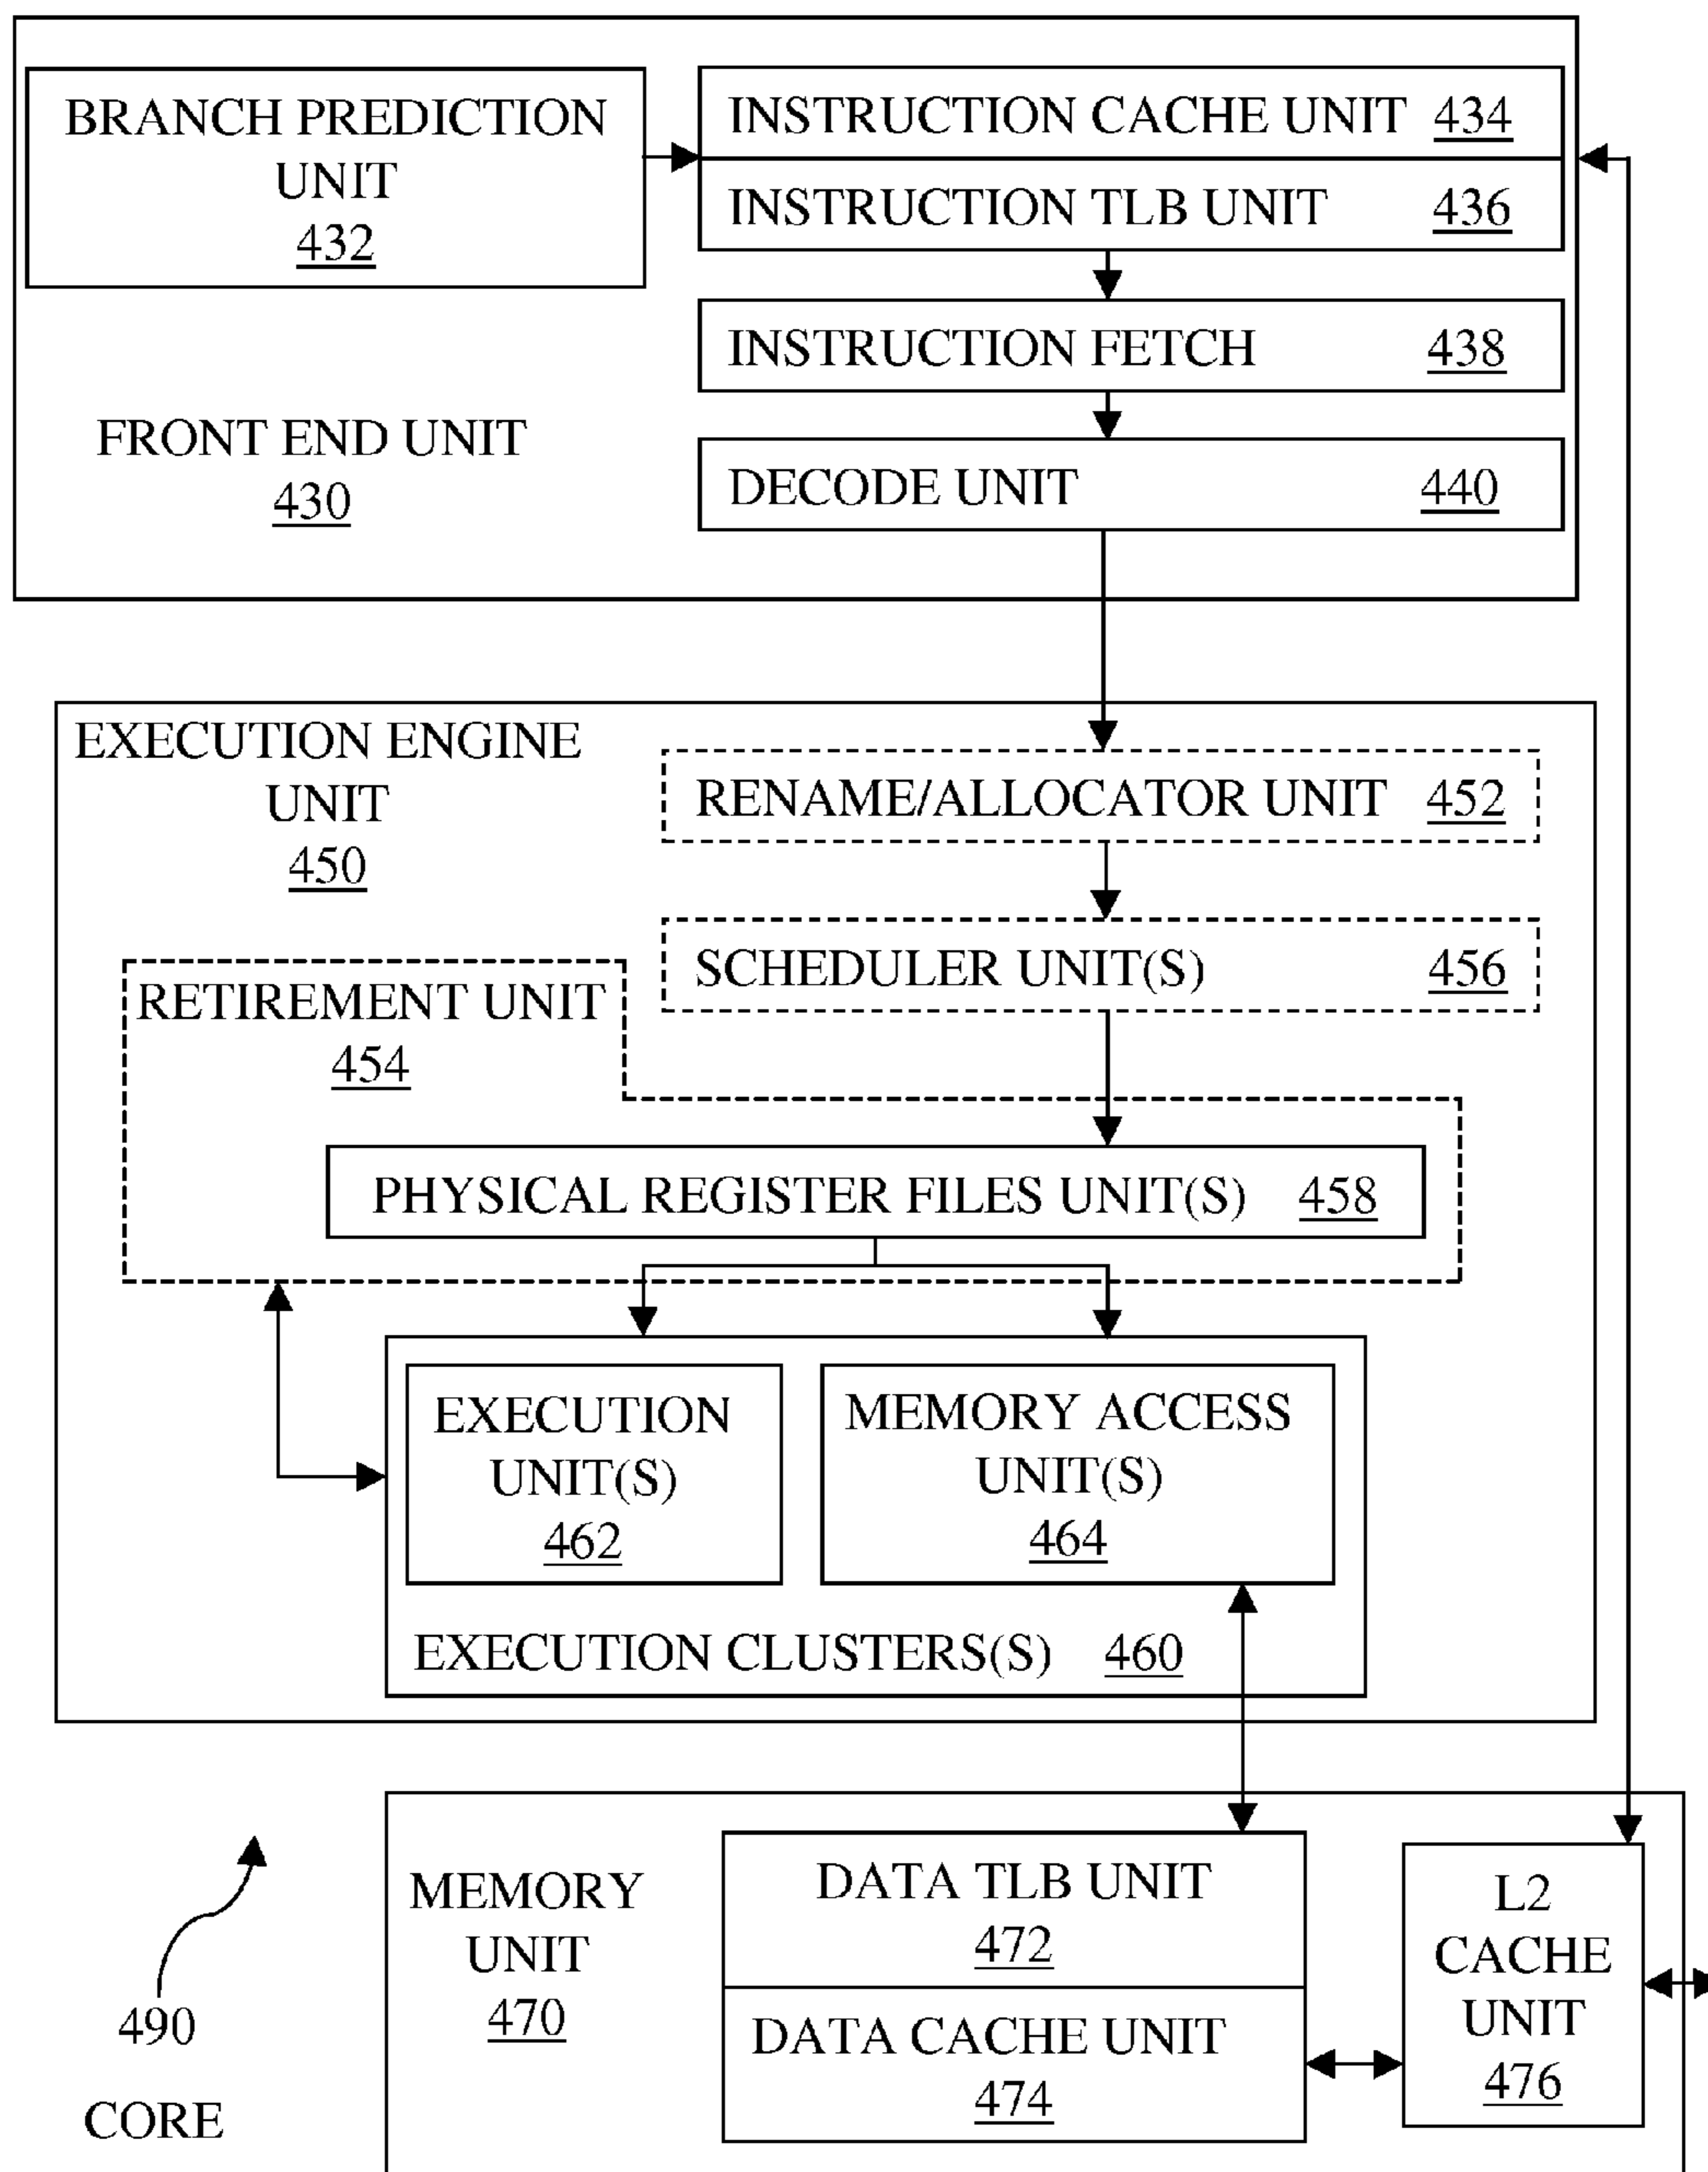 BRANCH PREDICTION
UNIT
432
INSTRUCTION CACHE UNIT 434
INSTRUCTION TLB UNIT 436
INSTRUCTION FETCH 438
FRONT END UNIT
430
DECODE UNIT 440
EXECUTION ENGINE
UNIT
450
RENAME/ALLOCATOR UNIT 452
SCHEDULER UNIT(S) 456
RETIREMENT UNIT
454
PHYSICAL REGISTER FILES UNIT(S) 458
EXECUTION
UNIT(S)
462
MEMORY ACCESS
UNIT(S)
464
EXECUTION CLUSTERS(S) 460
MEMORY
UNIT
470
DATA TLB UNIT
472
DATA CACHE UNIT
474
L2
CACHE
UNIT
476
490
CORE